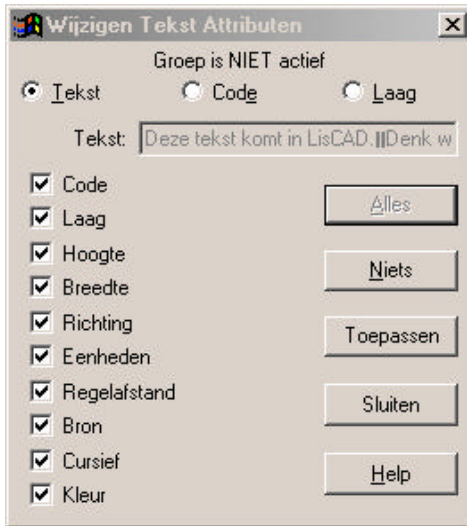 Wijzigen Tekst Attributen
Groep is NIET actief
Tekst Code Laag
Tekst: Deze tekst komt in LisCAD.||Denk w
Code
Laag
Alles
Hoogte
Niets
Breedte
Richting
Toepassen
Eenheden
Regelafstand
Sluiten
Bron
Cursief
Help
Kleur